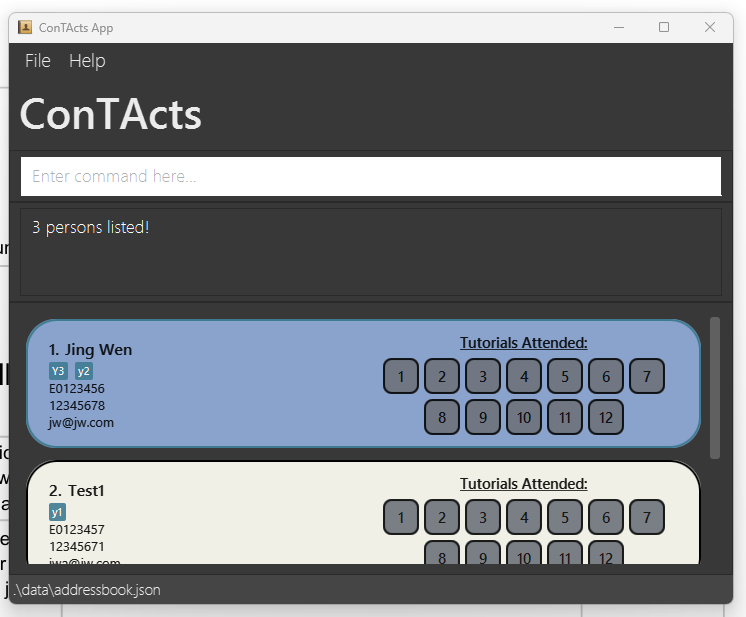 ConTActs App
File Help
ConTActs
Enter command here...
3 persons listed!
1. Jing Wen
Y3 y2
E0123456
12345678
jw@jw.com
Tutorials Attended:
1 2 3 4 5 6 7
8 9 10 11 12
2. Test1
y1
E0123457
12345671
jwa@jw.com
Tutorials Attended:
1 2 3 4 5 6 7
8 9 10 11 12
.\data\addressbook.json